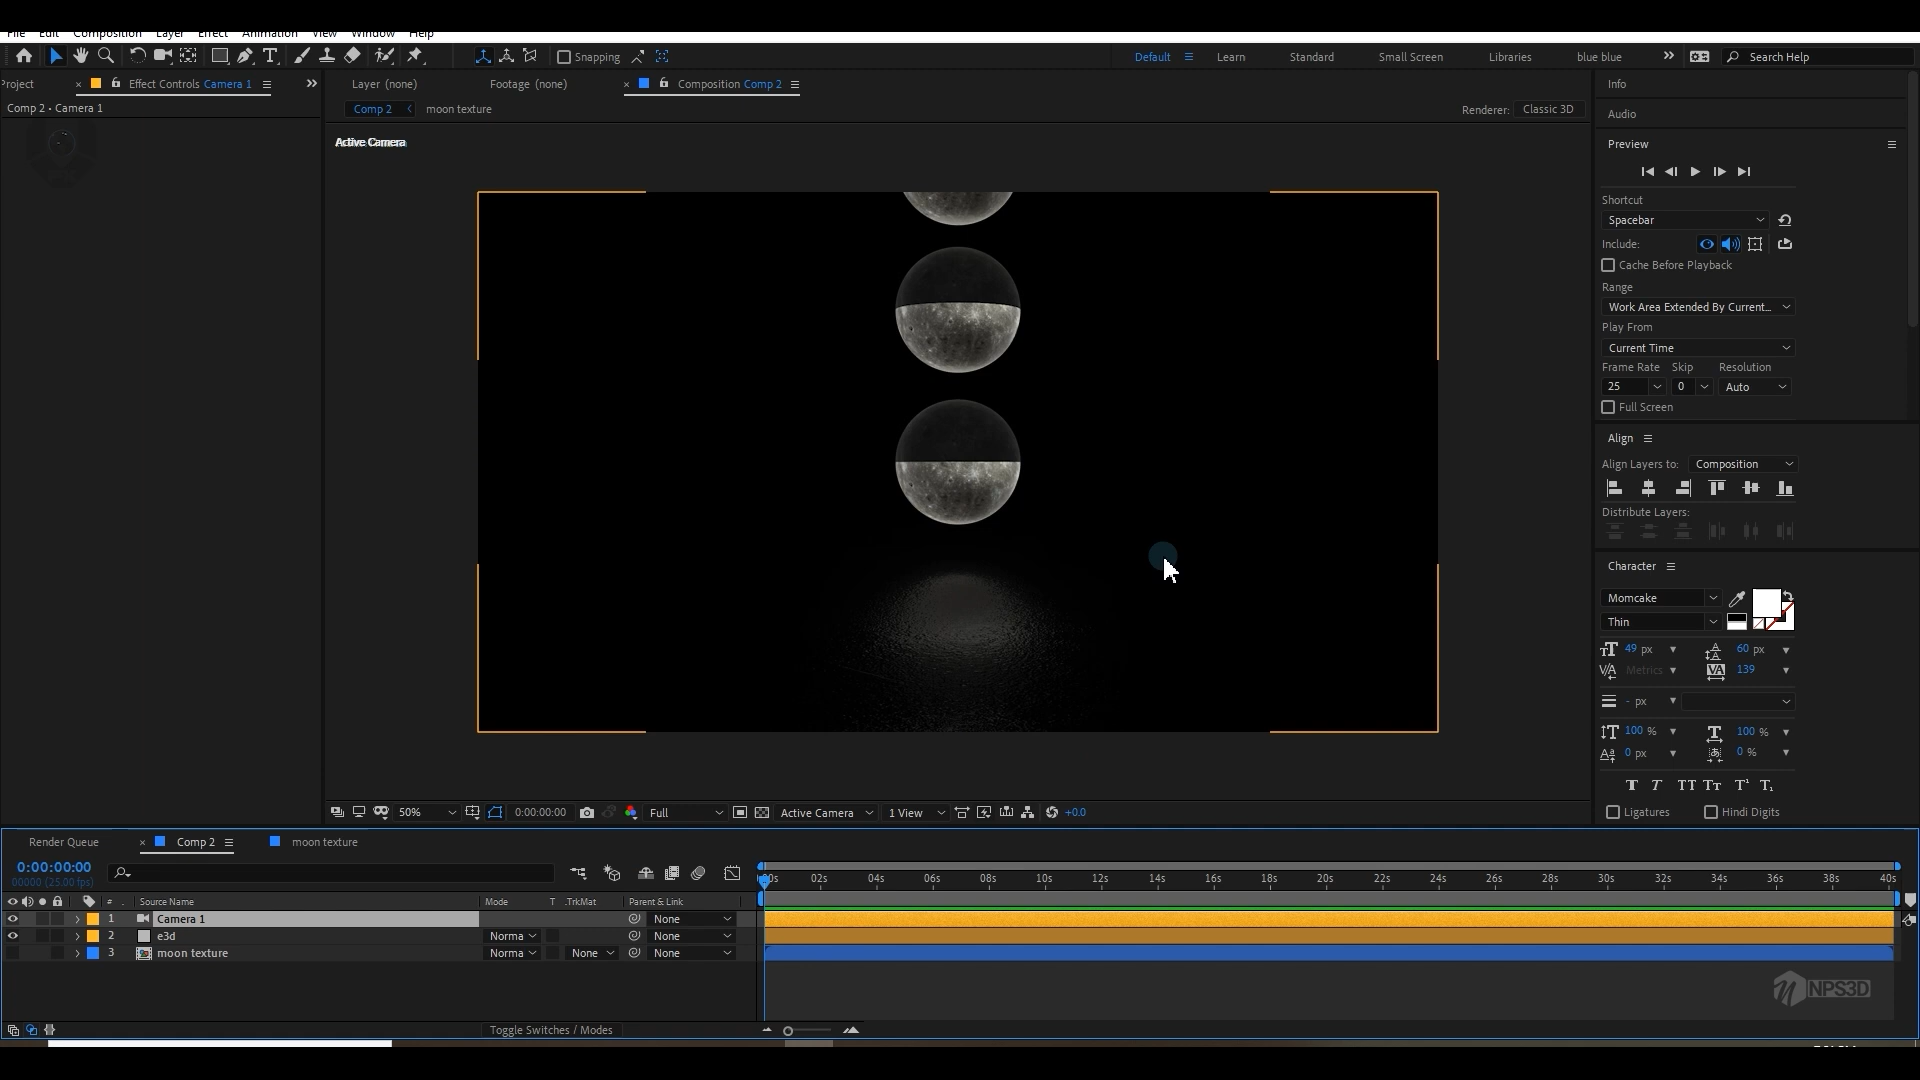 File Edit Composition Layer Effect Animation View Window Help
Snapping
Default Learn Standard Small Screen Libraries blue blue Search Help
roject Effect Controls Camera 1
Layer (none) Footage (none) Composition Comp 2
Info
Comp 2 • Camera 1
Comp 2 moon texture Renderer: Classic 3D
Audio
Active Camera
Preview
Shortcut
Spacebar
Include:
Cache Before Playback
Range
Work Area Extended By Current...
Play From
Current Time
Frame Rate Skip Resolution
25 0 Auto
Full Screen
Align
Align Layers to: Composition
Distribute Layers:
Character
Momcake
Thin
49 px 60 px
Metrics 139
- px
100 % 100 %
0 px 0 %
Ligatures Hindi Digits
50% 0:00:00:00 Full Active Camera 1 View +0.0
Render Queue Comp 2 moon texture
0:00:00:00
00000 (25.00 fps)
02s 04s 06s 08s 10s 12s 14s 16s 18s 20s 22s 24s 26s 28s 30s 32s 34s 36s 38s 40s
# Source Name Mode T .TrkMat Parent & Link
1 Camera 1 None
2 e3d Norma None
3 moon texture Norma None None
NPS3D
Toggle Switches / Modes